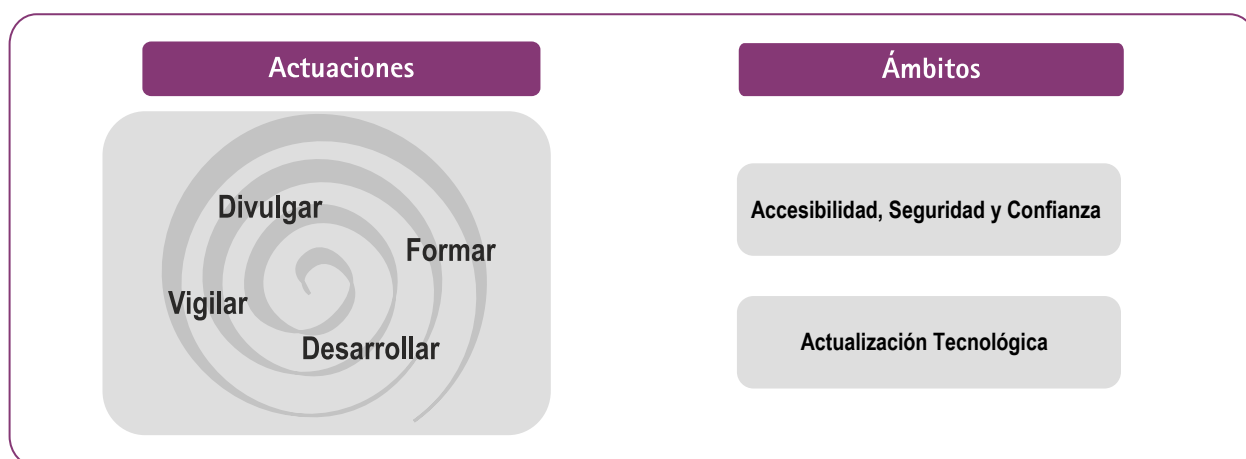 Actuaciones
Divulgar
Formar
Vigilar
Desarrollar
Ámbitos
Accesibilidad, Seguridad y Confianza
Actualización Tecnológica